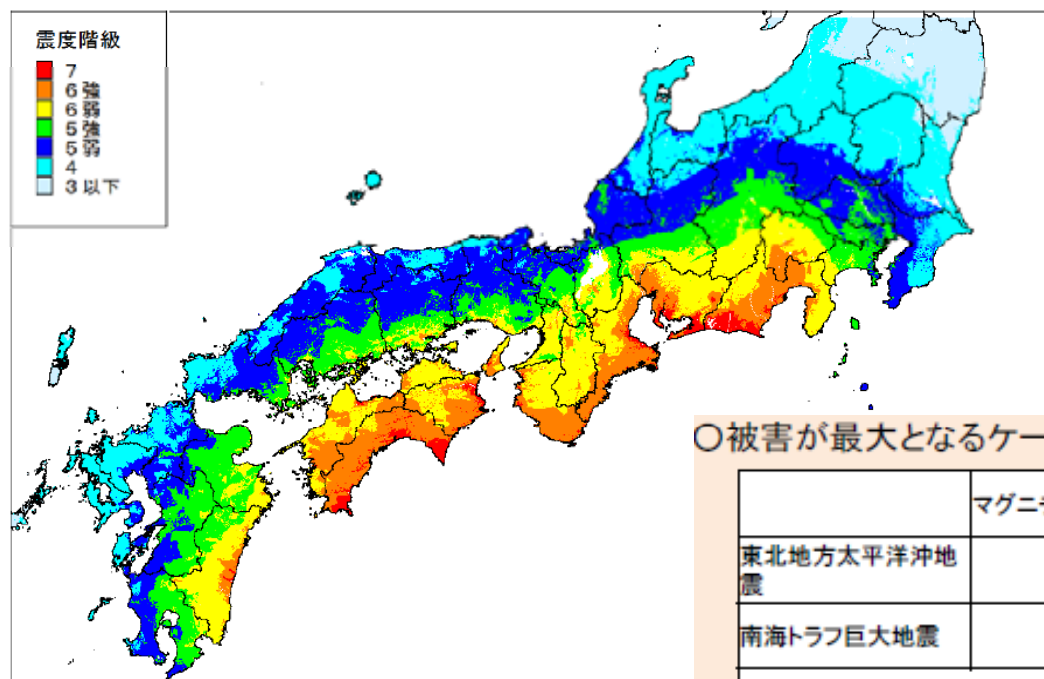 震度階級
7
6強
6弱
5強
5弱
4
3以下
○被害が最大となるケー
マグニ
東北地方太平洋沖地
震
南海トラフ巨大地震